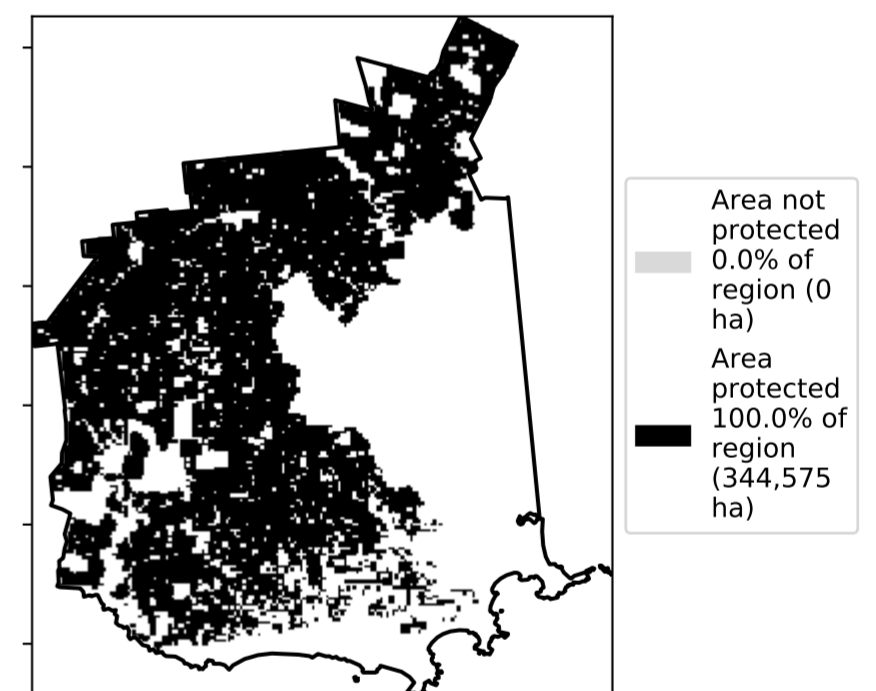 Area not
protected
0.0% of
region (0
ha)
Area
protected
100.0% of
region
(344,575
ha)